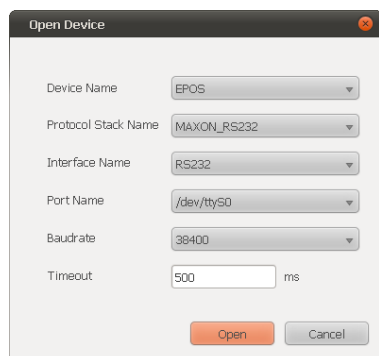 Open Device
Device Name EPOS
Protocol Stack Name MAXON_RS232
Interface Name RS232
Port Name /dev/ttyS0
Baudrate 38400
Timeout 500 ms
Open Cancel